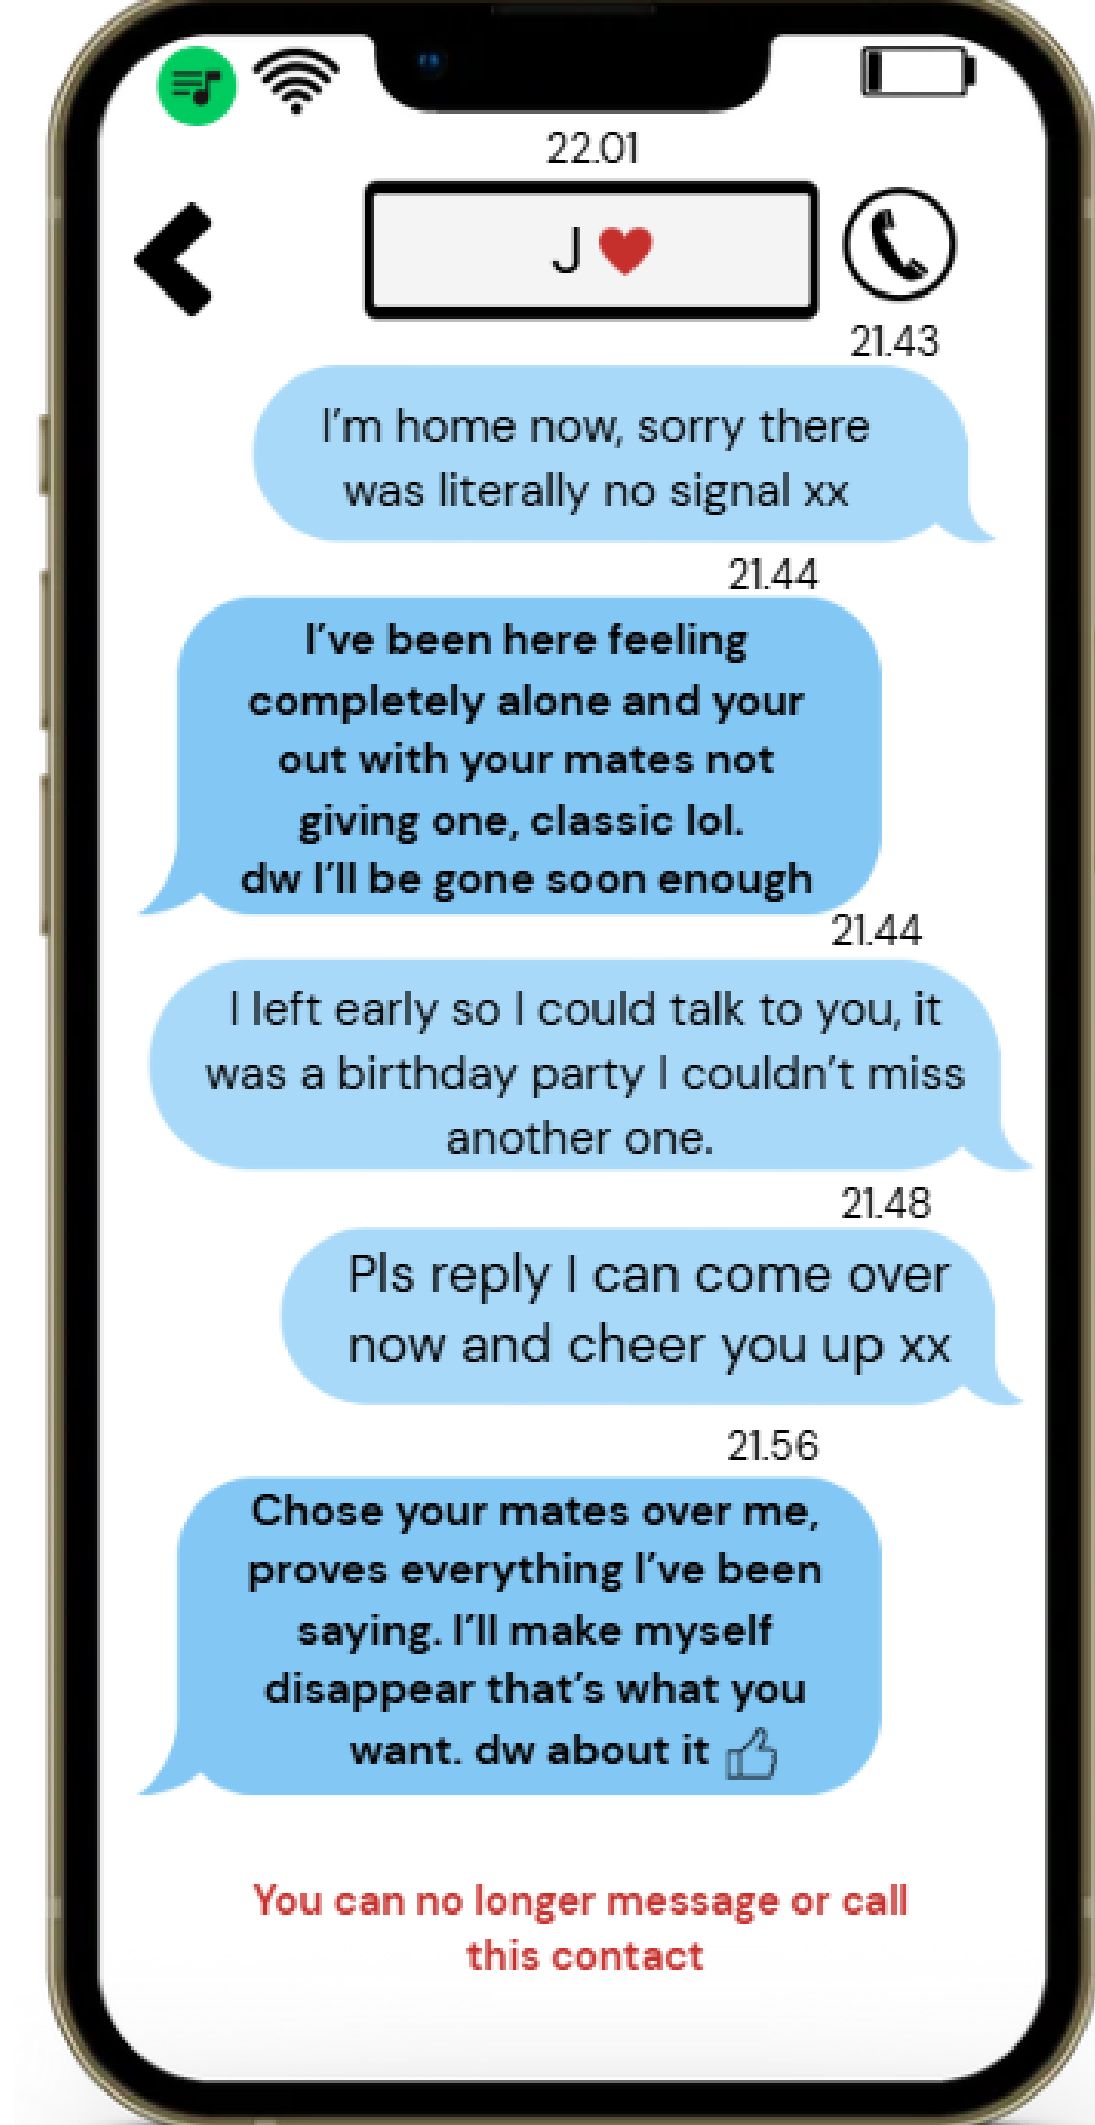 22.01
J
21.43
I'm home now, sorry there
was literally no signal xx
21.44
I've been here feeling
completely alone and your
out with your mates not
giving one, classic lol.
dw I'll be gone soon enough
21.44
I left early so I could talk to you, it
was a birthday party I couldn't miss
another one.
21.48
Pls reply I can come over
now and cheer you up xx
21.56
Chose your mates over me,
proves everything I've been
saying. I'll make myself
disappear that's what you
want. dw about it
You can no longer message or call
this contact